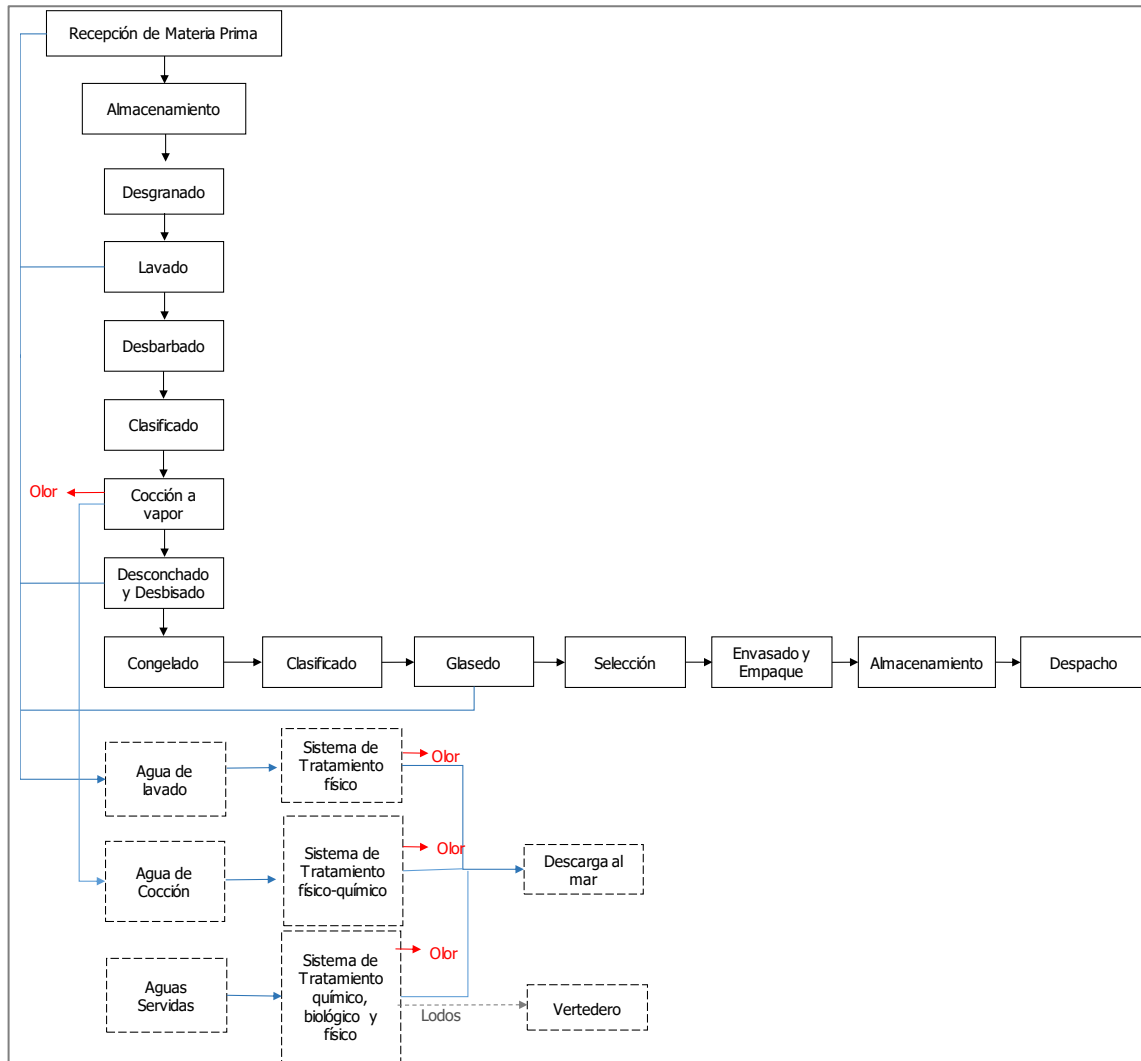 Recepción de Materia Prima
Almacenamiento
Desgranado
Lavado
Desbarbado
Clasificado
Olor
Cocción a
vapor
Desconchado
y Desbisado
Congelado
Clasificado
Glasedo
Selección
Envasado y
Empaque
Almacenamiento
Despacho
Agua de
lavado
Sistema de
Tratamiento
físico
Olor
Agua de
Cocción
Sistema de
Tratamiento
físico-químico
Olor
Descarga al
mar
Aguas
Servidas
Sistema de
Tratamiento
químico,
biológico y
físico
Olor
Lodos
Vertedero